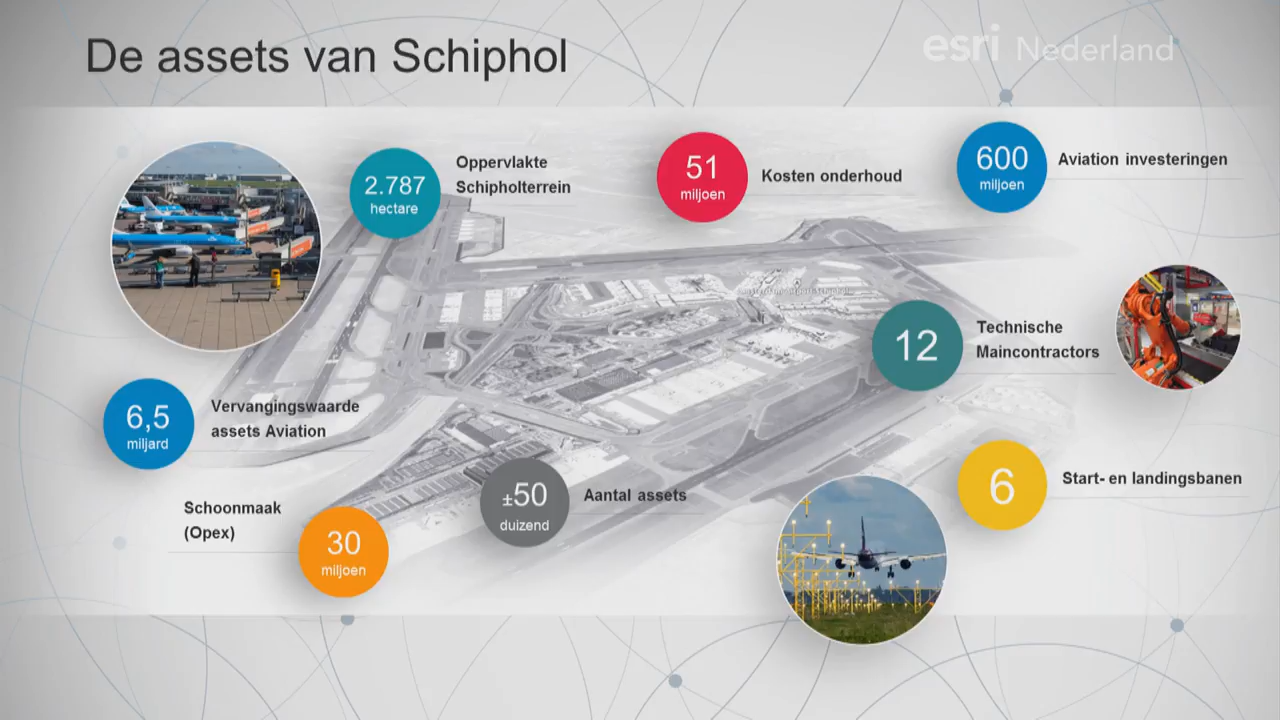 De assets van Schiphol
esri Nederland
2.787
hectare
Oppervlakte
Schipholterrein
51
miljoen
Kosten onderhoud
600
miljoen
Aviation investeringen
12
Technische
Maincontractors
6,5
miljard
Vervangingswaarde
assets Aviation
Schoonmaak
(Opex)
30
miljoen
±50
duizend
Aantal assets
6
Start- en landingsbanen